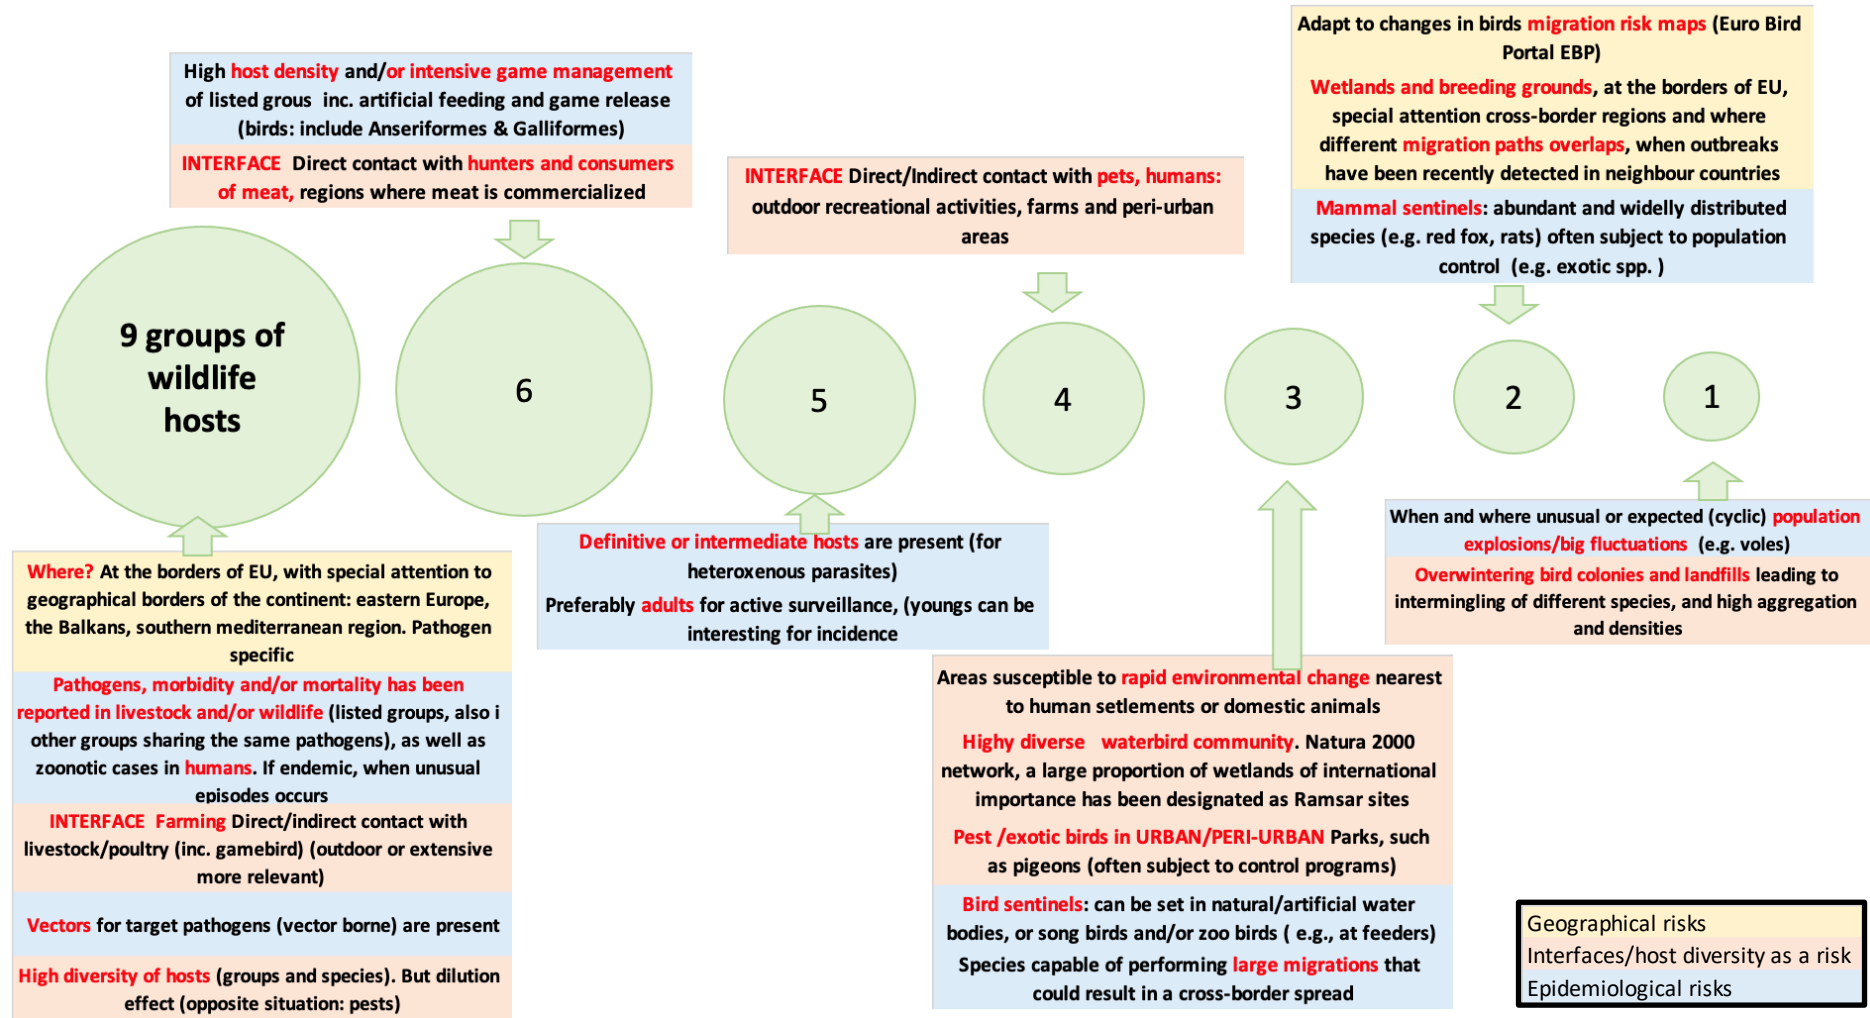 High host density and/or intensive game management
of listed grous inc. artificial feeding and game release
(birds: include Anseriformes & Galliformes)
INTERFACE Direct contact with hunters and consumers
of meat, regions where meat is commercialized
INTERFACE Direct/Indirect contact with pets, humans:
outdoor recreational activities, farms and peri-urban
areas
Adapt to changes in birds migration risk maps (Euro Bird
Portal EBP)
Wetlands and breeding grounds, at the borders of EU,
special attention cross-border regions and where
different migration paths overlaps, when outbreaks
have been recently detected in neighbour countries
Mammal sentinels: abundant and widelly distributed
species (e.g. red fox, rats) often subject to population
control (e.g. exotic spp. )
9 groups of
wildlife
hosts
6
5
4
3
2
1
Where? At the borders of EU, with special attention to
geographical borders of the continent: eastern Europe,
the Balkans, southern mediterranean region. Pathogen
specific
Pathogens, morbidity and/or mortality has been
reported in livestock and/or wildlife (listed groups, also i
other groups sharing the same pathogens), as well as
zoonotic cases in humans. If endemic, when unusual
episodes occurs
INTERFACE Farming Direct/indirect contact with
livestock/poultry (inc. gamebird) (outdoor or extensive
more relevant)
Vectors for target pathogens (vector borne) are present
High diversity of hosts (groups and species). But dilution
effect (opposite situation: pests)
Definitive or intermediate hosts are present (for
heteroxenous parasites)
Preferably adults for active surveillance, (youngs can be
interesting for incidence
Areas susceptible to rapid environmental change nearest
to human setlements or domestic animals
Highy diverse waterbird community. Natura 2000
network, a large proportion of wetlands of international
importance has been designated as Ramsar sites
Pest /exotic birds in URBAN/PERI-URBAN Parks, such
as pigeons (often subject to control programs)
Bird sentinels: can be set in natural/artificial water
bodies, or song birds and/or zoo birds ( e.g., at feeders)
Species capable of performing large migrations that
could result in a cross-border spread
When and where unusual or expected (cyclic) population
explosions/big fluctuations (e.g. voles)
Overwintering bird colonies and landfills leading to
intermingling of different species, and high aggregation
and densities
Geographical risks
Interfaces/host diversity as a risk
Epidemiological risks